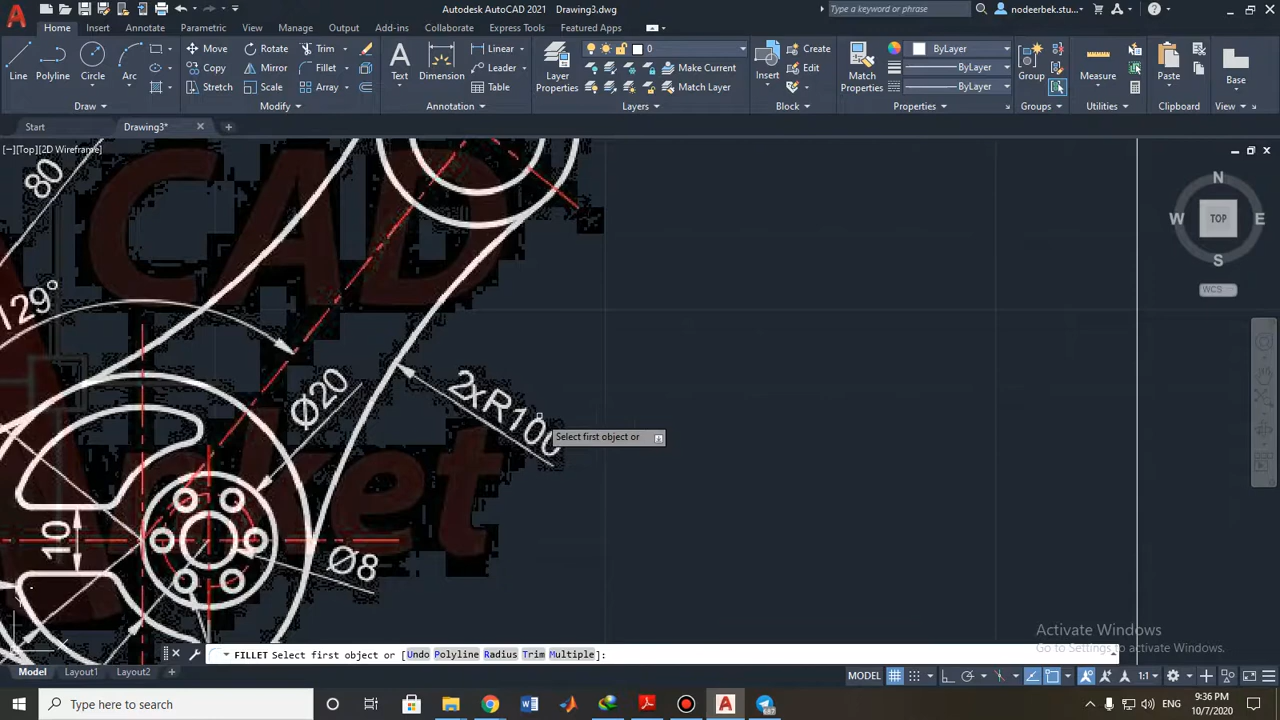 Autodesk AutoCAD 2021 Drawing3.dwg
Type a keyword or phrase
nodeerbek.stu...
Home Insert Annotate Parametric View Manage Output Add-ins Collaborate Express Tools Featured Apps
Line Polyline Circle Arc
Move Rotate Trim
Copy Mirror Fillet
Stretch Scale Array
Text Dimension
Linear
Leader
Table
Layer Properties
0
Make Current
Match Layer
Insert
Create
Edit
Match Properties
ByLayer
ByLayer
ByLayer
Group
Measure
Paste
Base
Draw Modify Annotation Layers Block Properties Groups Utilities Clipboard View
Start Drawing3*
[−][Top][2D Wireframe]
CAD
80
N
W TOP E
S
WCS
129°
Ø20
2xR100
Select first object or
10
Ø8
Activate Windows
Go to Settings to activate Windows.
FILLET Select first object or [Undo Polyline Radius Trim Multiple]:
Model Layout1 Layout2
MODEL
1:1
Type here to search
ENG
9:36 PM
10/7/2020